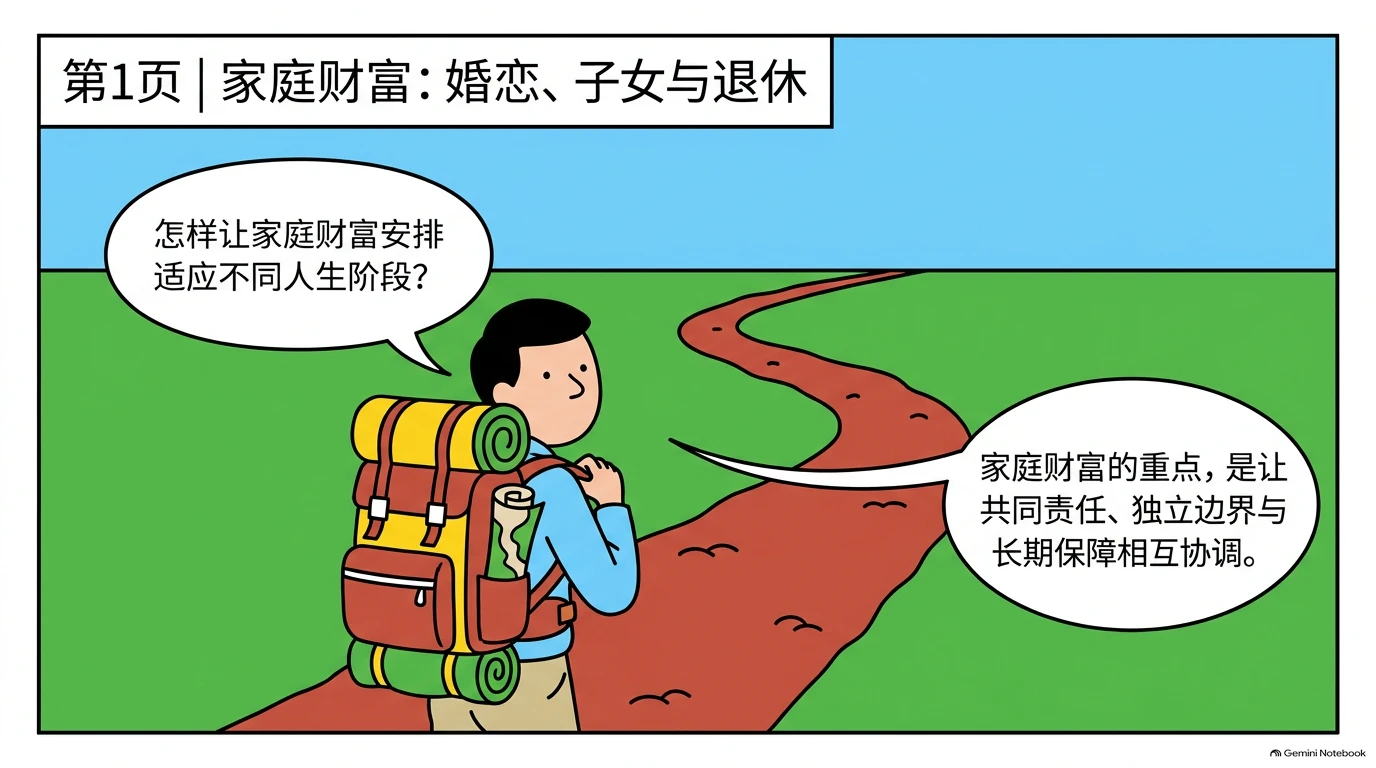 第1页 | 家庭财富：婚恋、子女与退休
怎样让家庭财富安排
适应不同人生阶段？
家庭财富的重点，是让
共同责任、独立边界与
长期保障相互协调。
Gemini Notebook